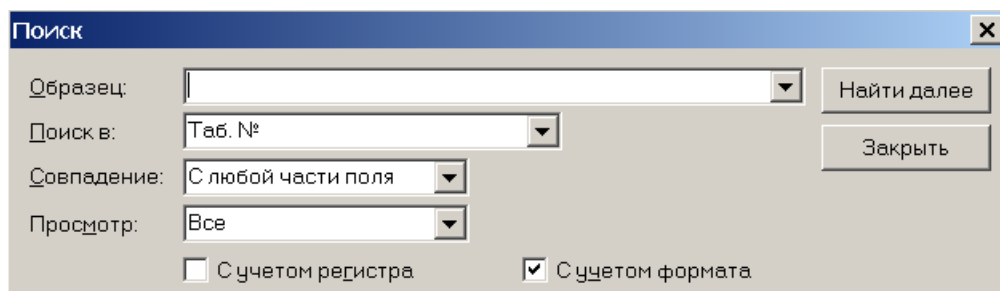 Поиск
Образец: Найти далее
Поиск в: Таб. №
Закрыть
Совпадение: С любой части поля
Просмотр: Все
С учетом регистра С учетом формата